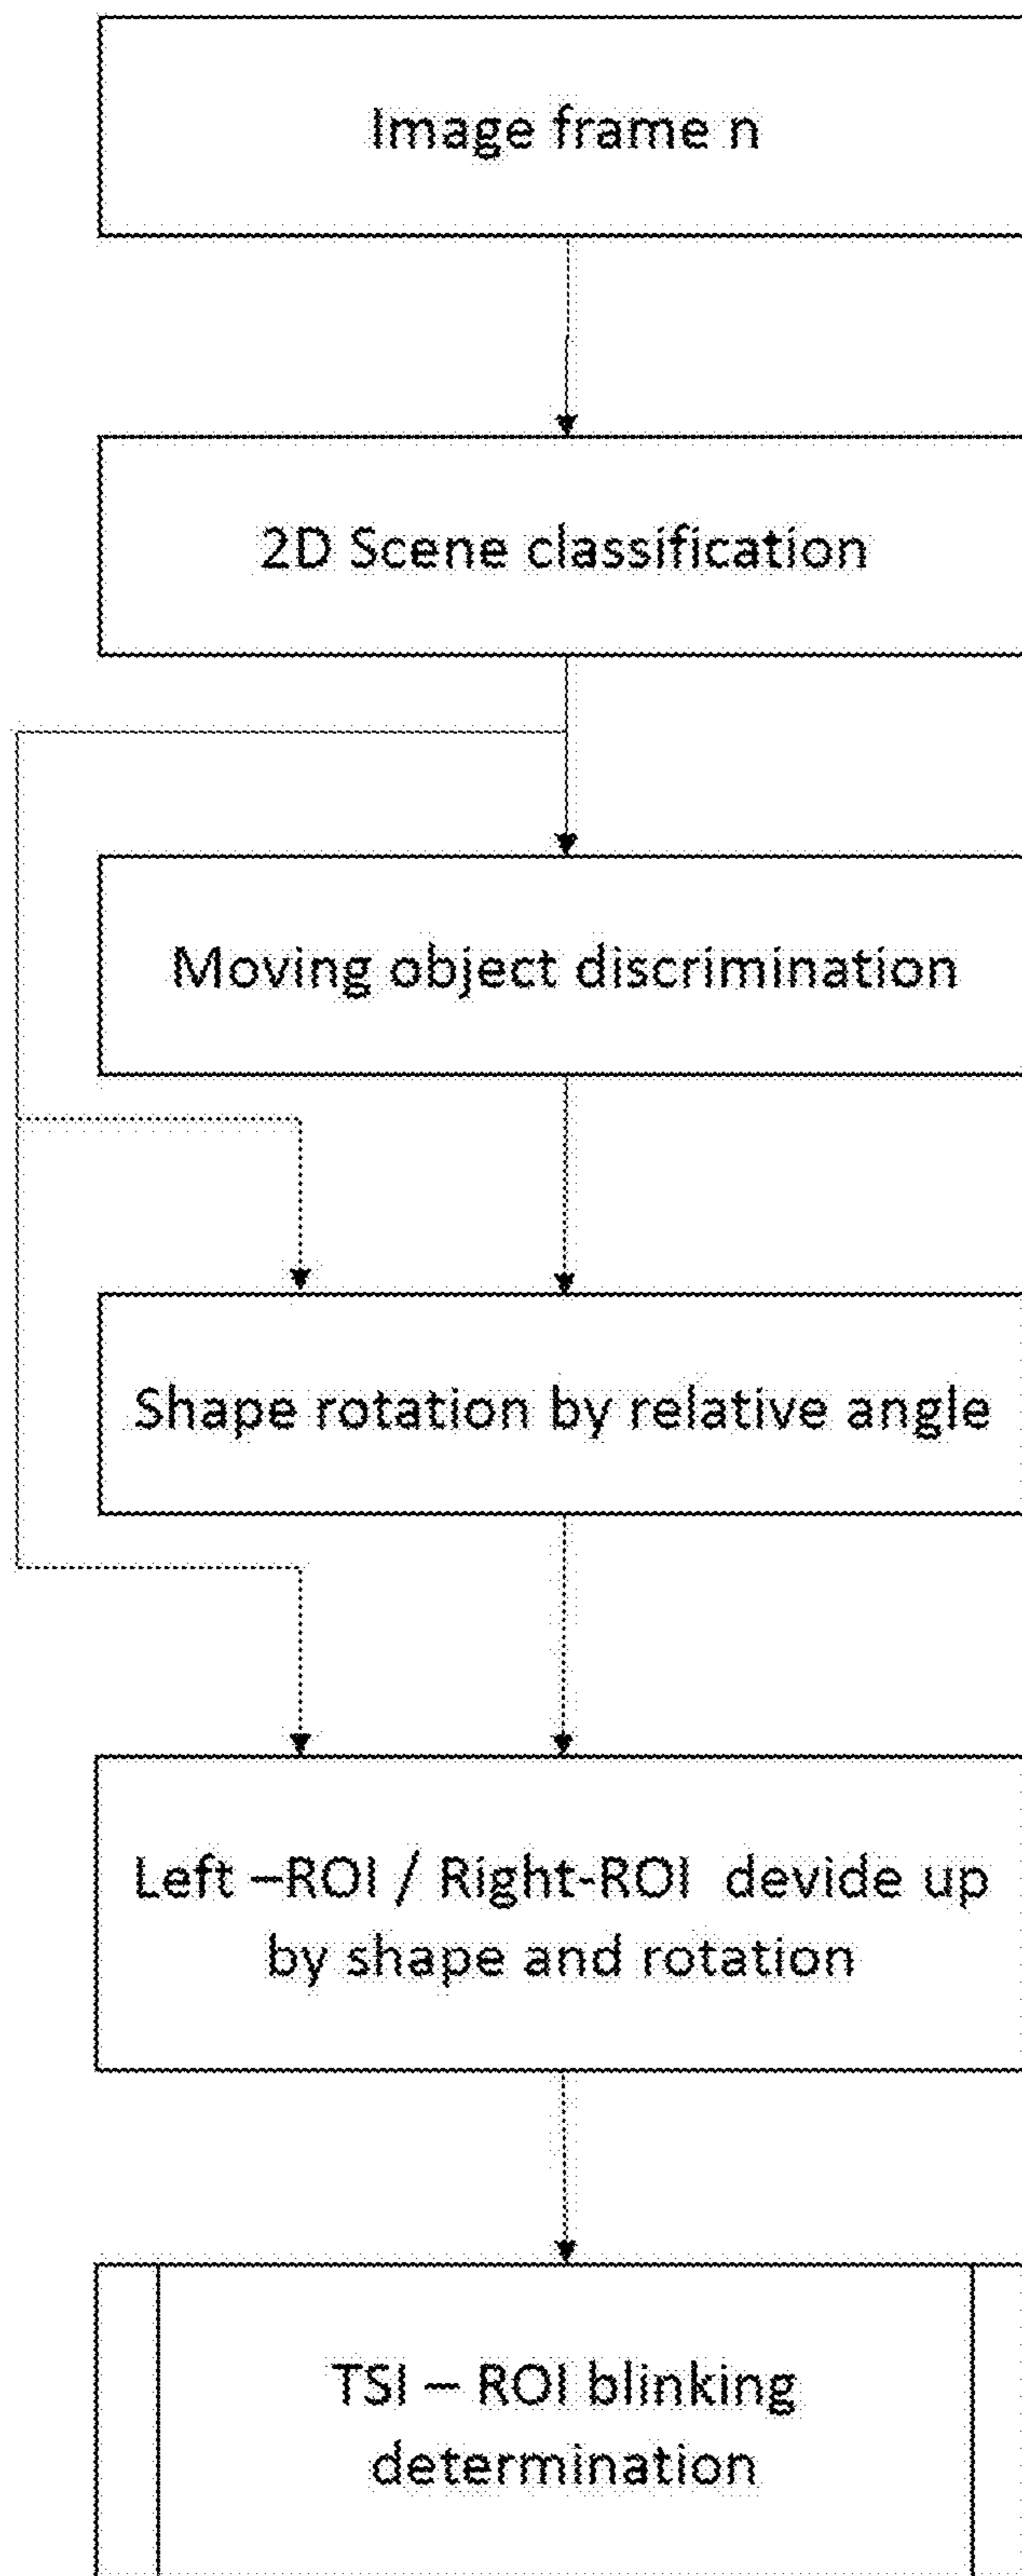 Image frame n
2D Scene classification
Moving object discrimination
Shape rotation by relative angle
Left –ROI / Right-ROI devide up
by shape and rotation
TSI – ROI blinking
determination